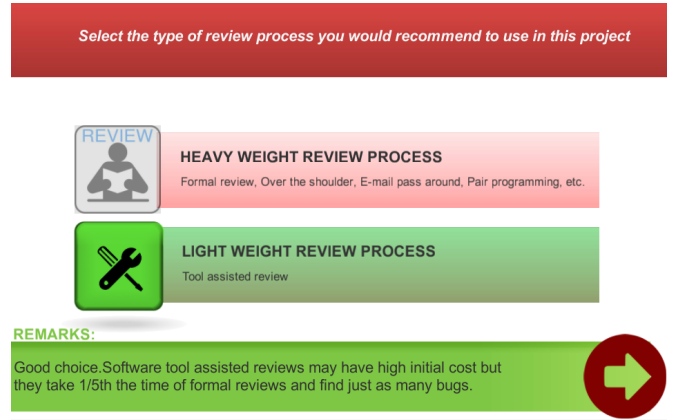 Select the type of review process you would recommend to use in this project
REVIEW
HEAVY WEIGHT REVIEW PROCESS
Formal review, Over the shoulder, E-mail pass around, Pair programming, etc.
LIGHT WEIGHT REVIEW PROCESS
Tool assisted review
REMARKS:
Good choice.Software tool assisted reviews may have high initial cost but
they take 1/5th the time of formal reviews and find just as many bugs.